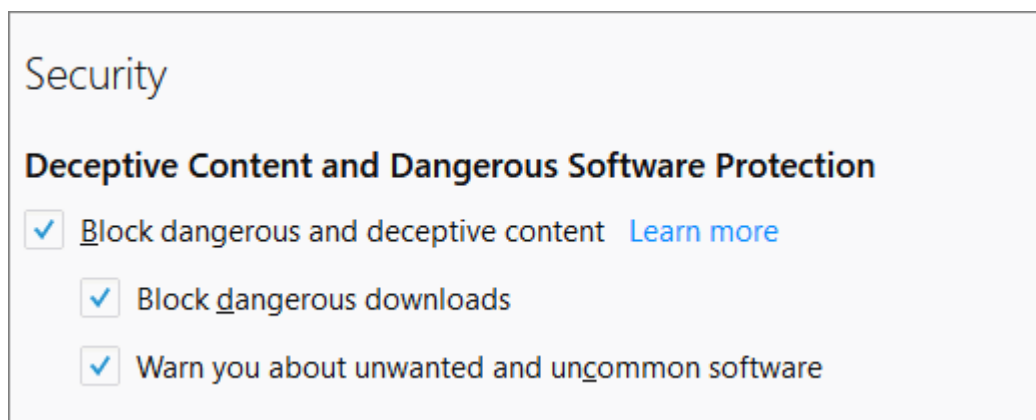 Security
Deceptive Content and Dangerous Software Protection
Block dangerous and deceptive content Learn more
Block dangerous downloads
Warn you about unwanted and uncommon software